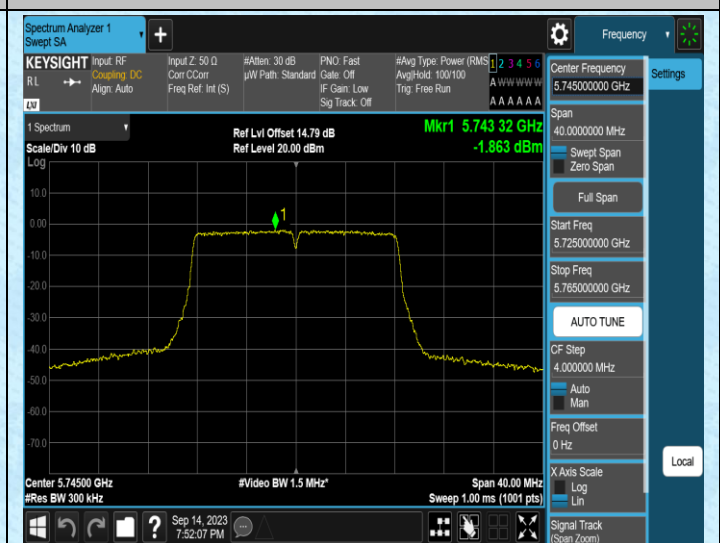 Spectrum Analyzer 1
Swept SA
+
Frequency
KEYSIGHT
RL
LXI
Input: RF
Coupling: DC
Align: Auto
Input Z: 50 Ω
Corr CCorr
Freq Ref: Int (S)
#Atten: 30 dB
µW Path: Standard
PNO: Fast
Gate: Off
IF Gain: Low
Sig Track: Off
#Avg Type: Power (RMS
Avg|Hold: 100/100
Trig: Free Run
1 2 3 4 5 6
A W W W W W
A A A A A A
Center Frequency
5.745000000 GHz
Settings
Span
40.0000000 MHz
Swept Span
Zero Span
Full Span
Start Freq
5.725000000 GHz
Stop Freq
5.765000000 GHz
AUTO TUNE
CF Step
4.000000 MHz
Auto
Man
Freq Offset
0 Hz
X Axis Scale
Log
Lin
Signal Track
(Span Zoom)
Local
1 Spectrum
Scale/Div 10 dB
Log
Ref Lvl Offset 14.79 dB
Ref Level 20.00 dBm
Mkr1 5.743 32 GHz
-1.863 dBm
10.0
0.00
-10.0
-20.0
-30.0
-40.0
-50.0
-60.0
-70.0
1
Center 5.74500 GHz
#Res BW 300 kHz
#Video BW 1.5 MHz*
Span 40.00 MHz
Sweep 1.00 ms (1001 pts)
?
Sep 14, 2023
7:52:07 PM